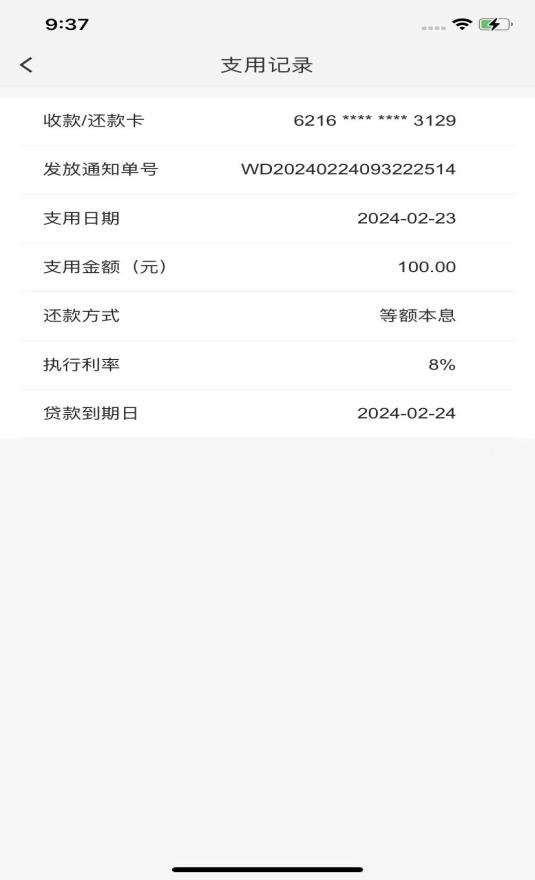 9:37
支用记录
收款/还款卡 6216 **** **** 3129
发放通知单号 WD20240224093222514
支用日期 2024-02-23
支用金额（元） 100.00
还款方式 等额本息
执行利率 8%
贷款到期日 2024-02-24